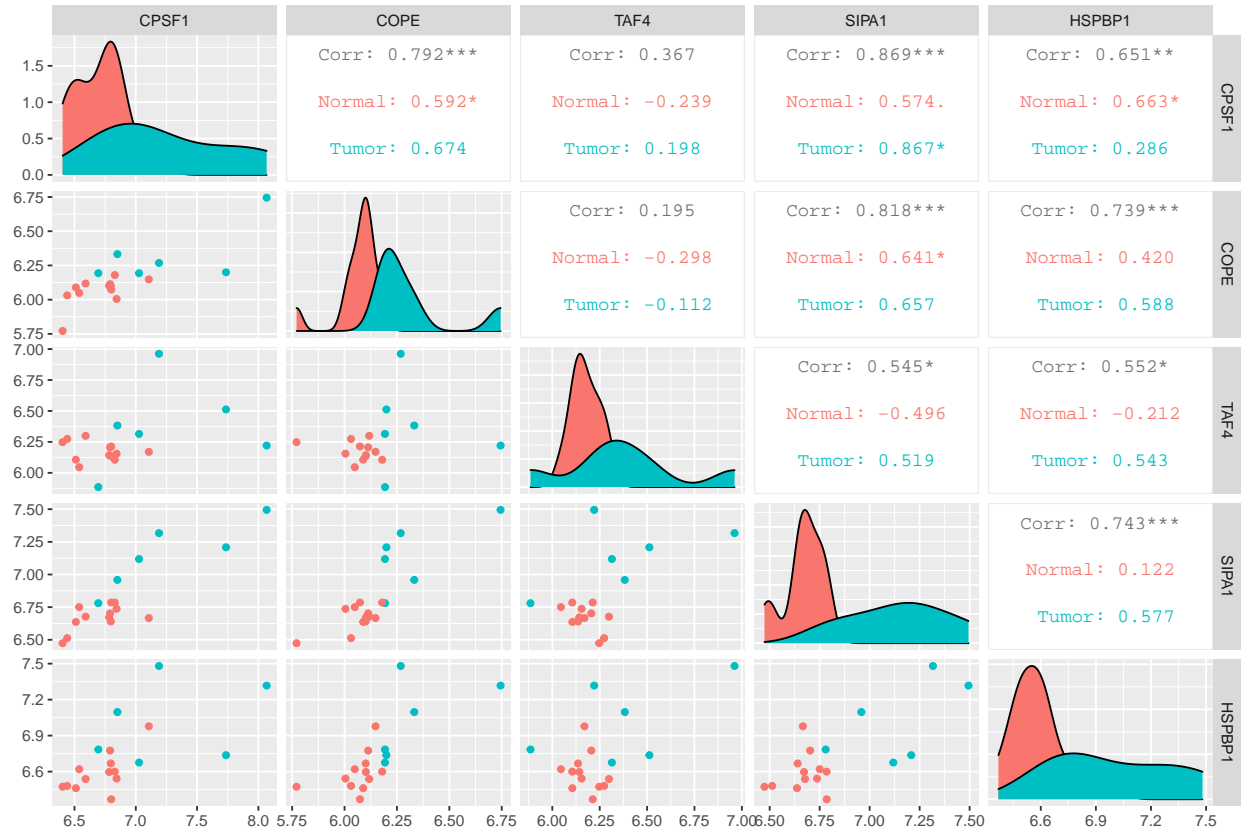 CPSF1 COPE TAF4 SIPA1 HSPBP1
Corr: 0.792*** Corr: 0.367 Corr: 0.869*** Corr: 0.651**
Normal: 0.592* Normal: −0.239 Normal: 0.574. Normal: 0.663*
Tumor: 0.674 Tumor: 0.198 Tumor: 0.867* Tumor: 0.286
1.5
1.0
0.5
0.0
CPSF1
Corr: 0.195 Corr: 0.818*** Corr: 0.739***
Normal: −0.298 Normal: 0.641* Normal: 0.420
Tumor: −0.112 Tumor: 0.657 Tumor: 0.588
6.75
6.50
6.25
6.00
5.75
COPE
Corr: 0.545* Corr: 0.552*
Normal: −0.496 Normal: −0.212
Tumor: 0.519 Tumor: 0.543
7.00
6.75
6.50
6.25
6.00
TAF4
Corr: 0.743***
Normal: 0.122
Tumor: 0.577
7.50
7.25
7.00
6.75
6.50
SIPA1
7.5
7.2
6.9
6.6
HSPBP1
6.5 7.0 7.5 8.0 5.75 6.00 6.25 6.50 6.75 6.00 6.25 6.50 6.75 7.00 6.50 6.75 7.00 7.25 7.50 6.6 6.9 7.2 7.5